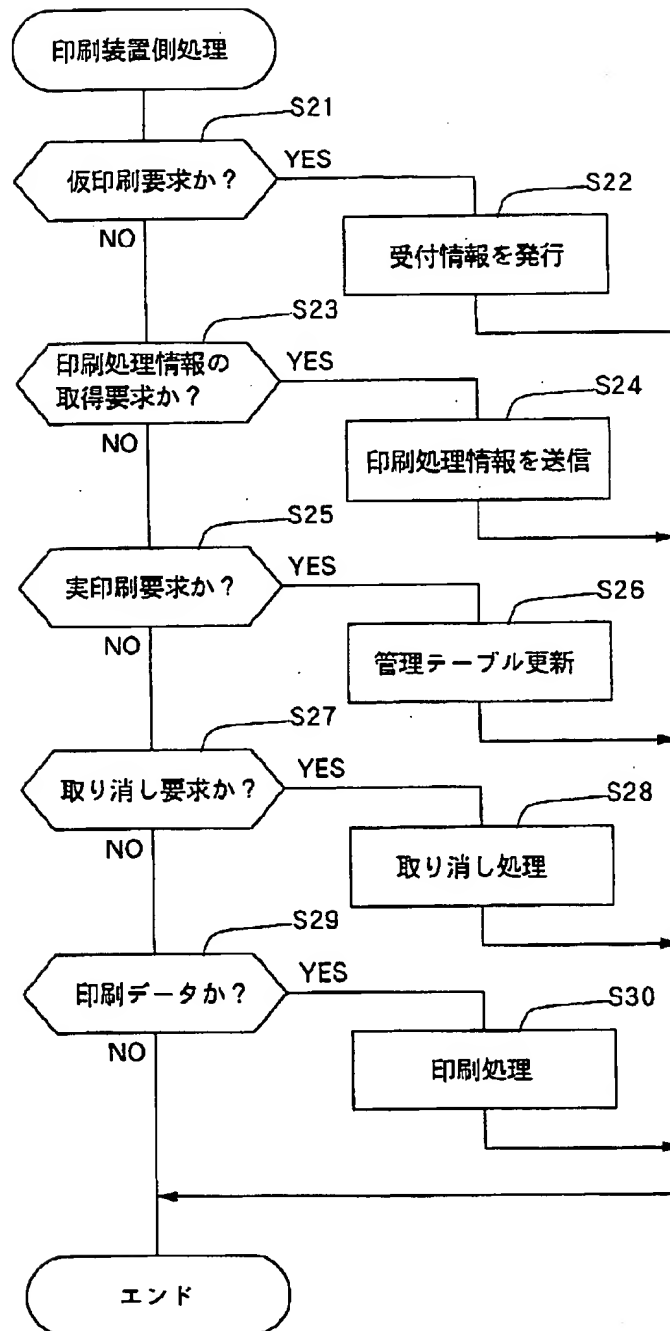 印刷装置側処理
S21
仮印刷要求か？
YES
NO
S22
受付情報を発行
S23
印刷処理情報の
取得要求か？
YES
NO
S24
印刷処理情報を送信
S25
実印刷要求か？
YES
NO
S26
管理テーブル更新
S27
取り消し要求か？
YES
NO
S28
取り消し処理
S29
印刷データか？
YES
NO
S30
印刷処理
エンド